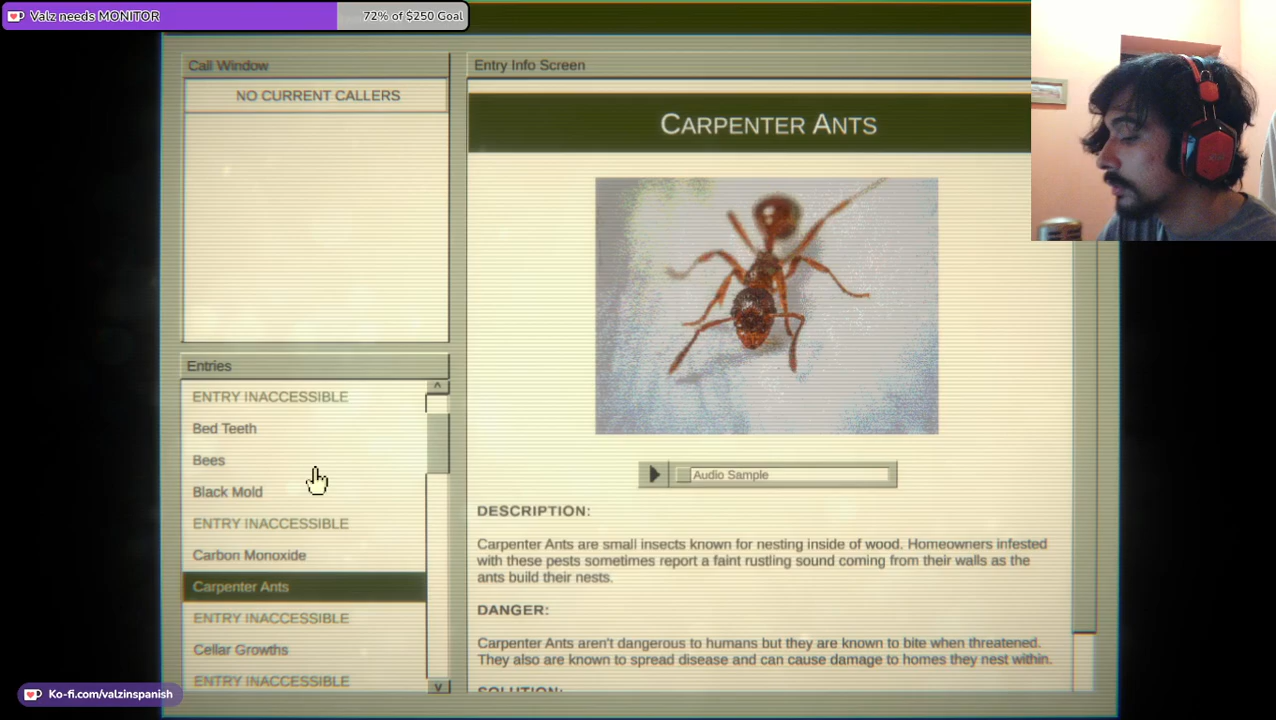 Valz needs MONITOR
72% of $250 Goal
Call Window
NO CURRENT CALLERS
Entry Info Screen
CARPENTER ANTS
Audio Sample
DESCRIPTION:
Carpenter Ants are small insects known for nesting inside of wood. Homeowners infested
with these pests sometimes report a faint rustling sound coming from their walls as the
ants build their nests.
DANGER:
Carpenter Ants aren't dangerous to humans but they are known to bite when threatened.
They also are known to spread disease and can cause damage to homes they nest within.
SOLUTION:
Entries
ENTRY INACCESSIBLE
Bed Teeth
Bees
Black Mold
ENTRY INACCESSIBLE
Carbon Monoxide
Carpenter Ants
ENTRY INACCESSIBLE
Cellar Growths
ENTRY INACCESSIBLE
Ko-fi.com/valzinspanish